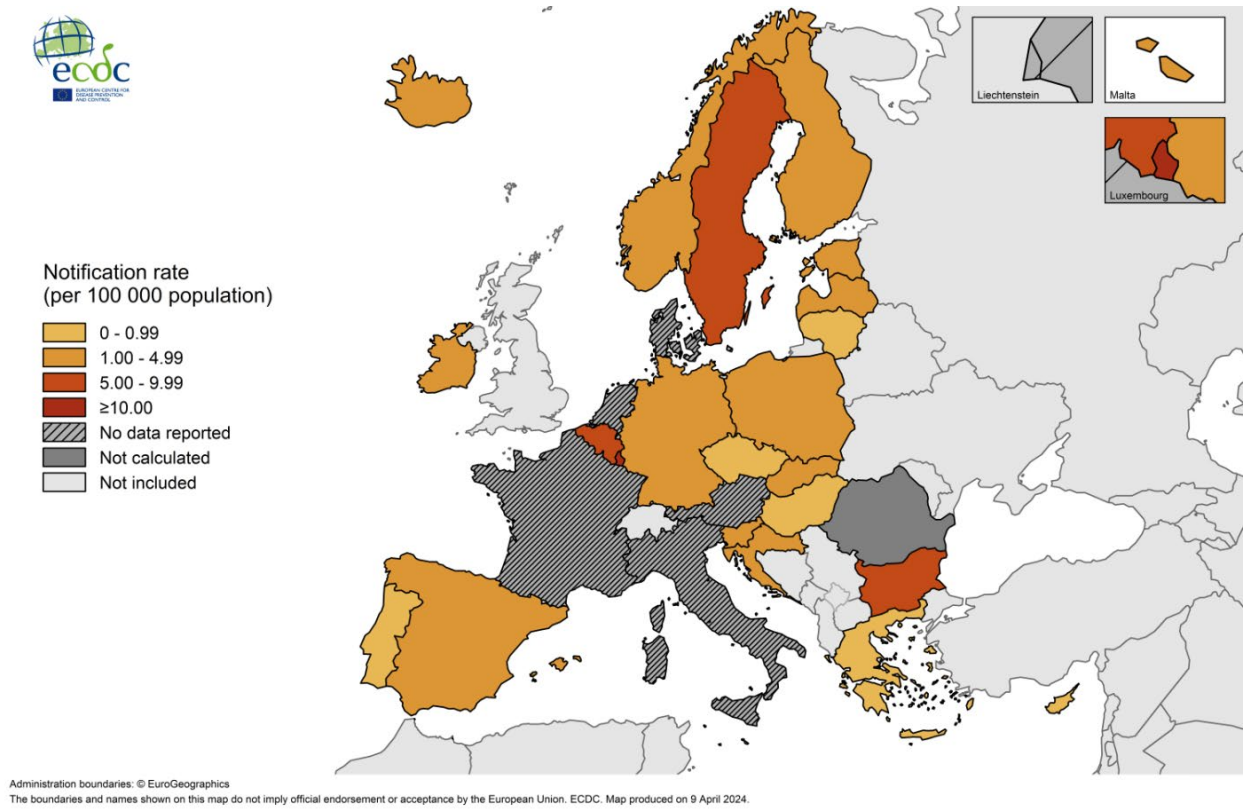 ecdc
EUROPEAN CENTRE FOR
DISEASE PREVENTION
AND CONTROL
Liechtenstein
Malta
Luxembourg
Notification rate
(per 100 000 population)
0 - 0.99
1.00 - 4.99
5.00 - 9.99
≥10.00
No data reported
Not calculated
Not included
Administration boundaries: © EuroGeographics
The boundaries and names shown on this map do not imply official endorsement or acceptance by the European Union. ECDC. Map produced on 9 April 2024.